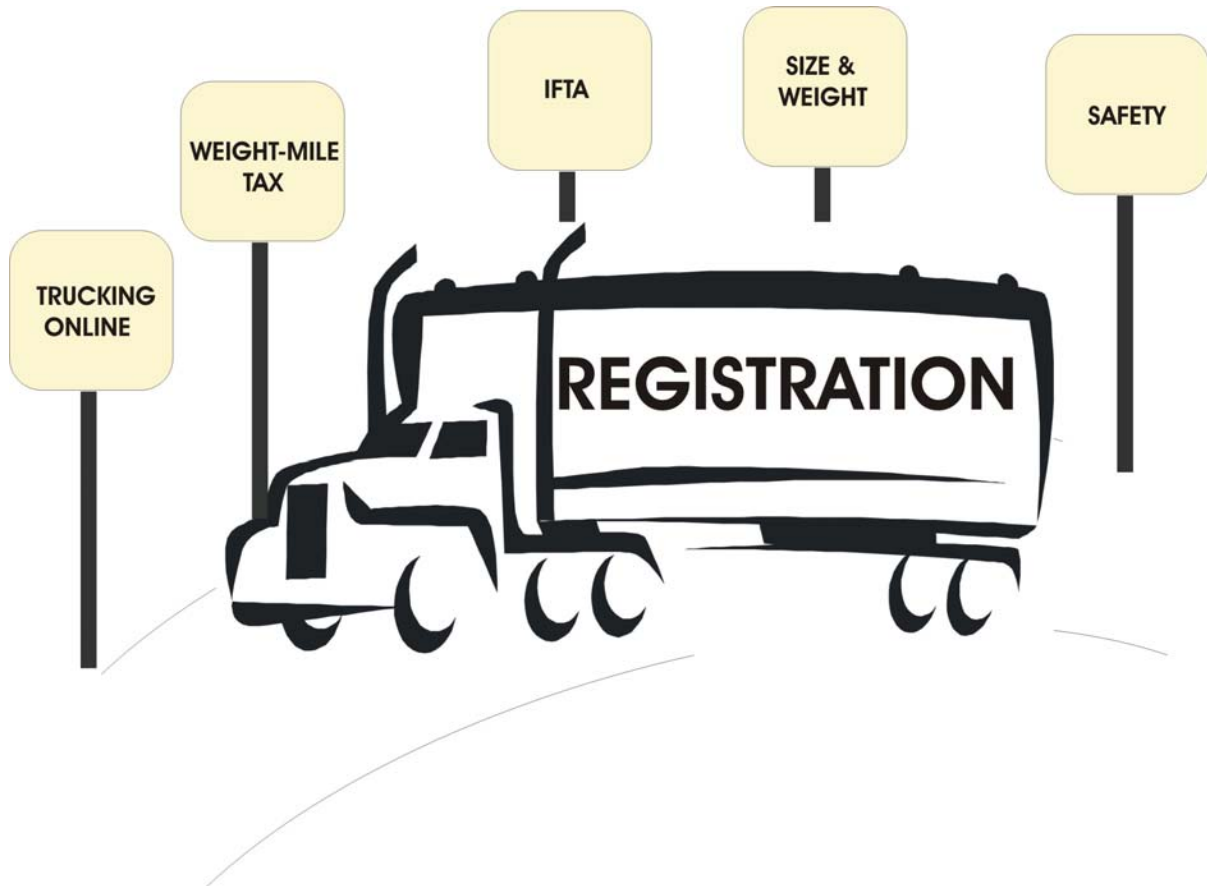 TRUCKING
ONLINE
WEIGHT-MILE
TAX
IFTA
SIZE &
WEIGHT
SAFETY
REGISTRATION